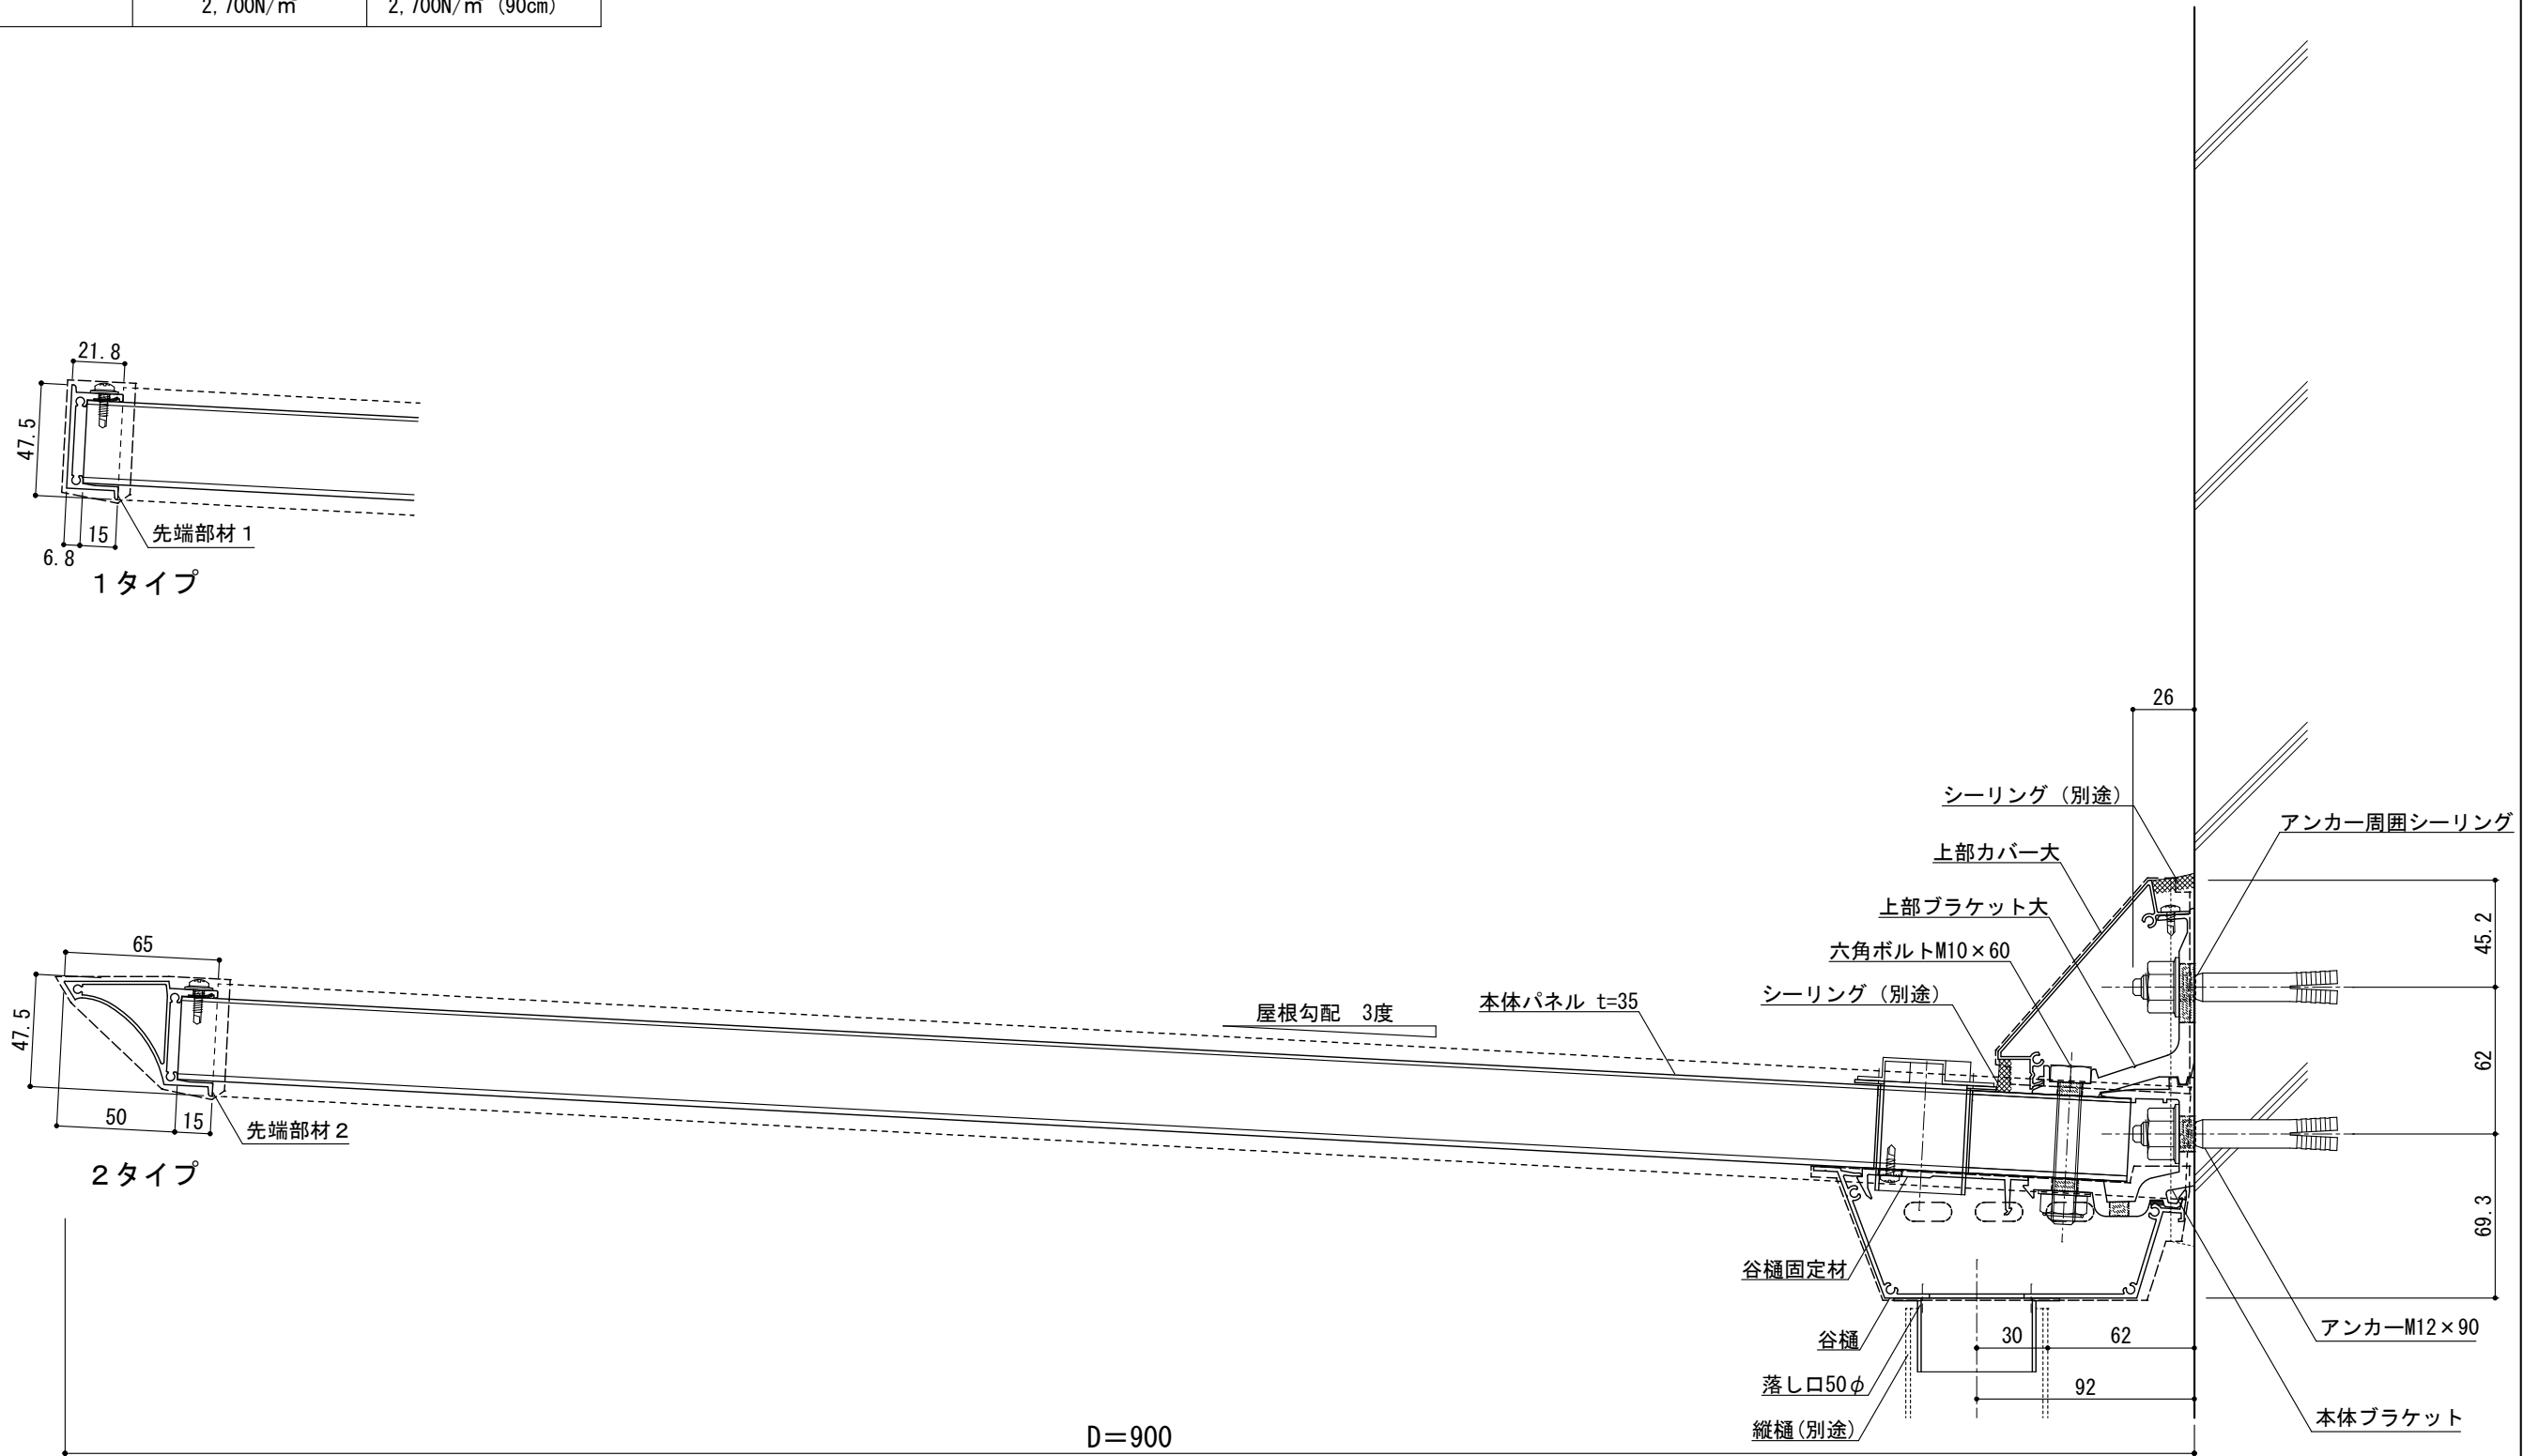 2,700N/㎡ 2,700N/㎡ (90cm)
21.8
47.5
15
6.8
先端部材1
1タイプ
26
シーリング(別途)
アンカー周囲シーリング
上部カバー大
上部ブラケット大
六角ボルトM10×60
シーリング(別途)
本体パネル t=35
屋根勾配 3度
45.2
62
69.3
65
47.5
50
15
先端部材2
2タイプ
谷樋固定材
谷樋
落し口50φ
縦樋(別途)
30
62
92
アンカーM12×90
本体ブラケット
D=900